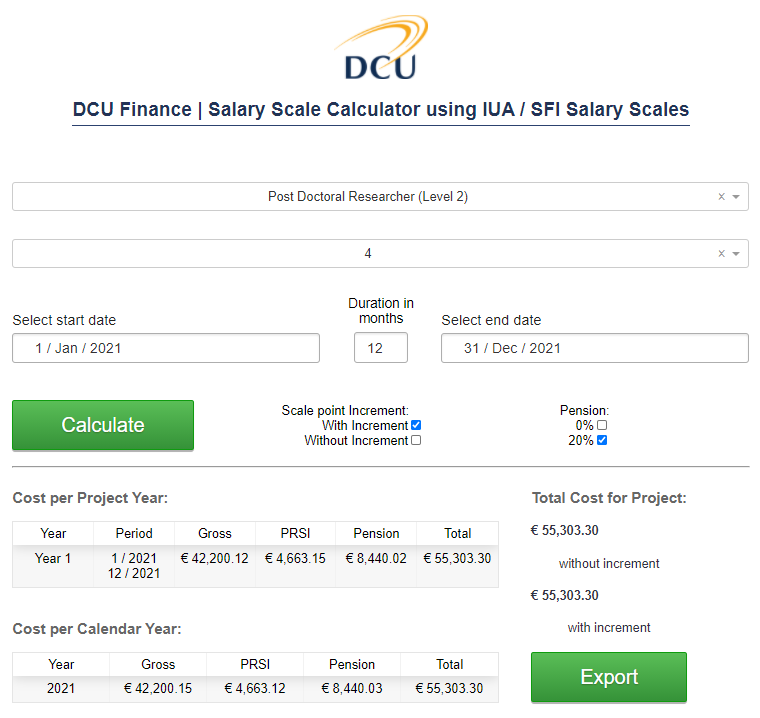 DCU
DCU Finance | Salary Scale Calculator using IUA / SFI Salary Scales
Post Doctoral Researcher (Level 2) x
4 x
Duration in
months
Select start date
Select end date
1 / Jan / 2021
12
31 / Dec / 2021
Calculate
Scale point Increment:
With Increment
Without Increment
Pension:
0%
20%
Cost per Project Year:
Year Period Gross PRSI Pension Total
Year 1 1 / 2021 € 42,200.12 € 4,663.15 € 8,440.02 € 55,303.30
12 / 2021
Cost per Calendar Year:
Year Gross PRSI Pension Total
2021 € 42,200.15 € 4,663.12 € 8,440.03 € 55,303.30
Total Cost for Project:
€ 55,303.30
without increment
€ 55,303.30
with increment
Export